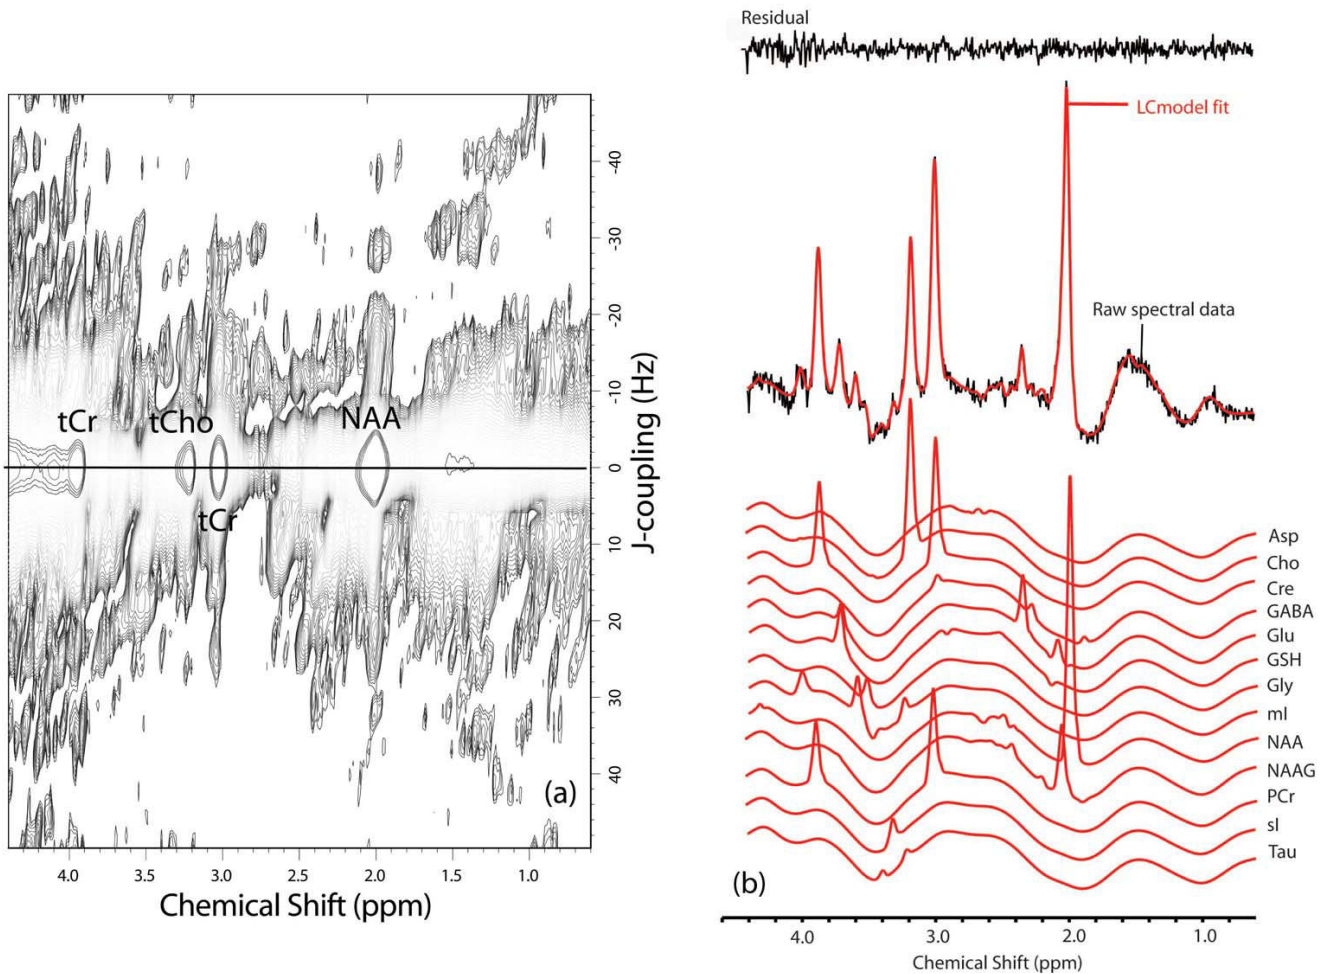 tCr
tCho
NAA
tCr
(a)
-40
-30
-20
-10
0
10
20
30
40
J-coupling (Hz)
4.0 3.5 3.0 2.5 2.0 1.5
Chemical Shift (ppm)
Residual
LCmodel fit
Raw spectral data
Asp
Cho
Cre
GABA
Glu
GSH
Gly
mI
NAA
NAAG
PCr
sI
Tau
(b)
4.0 3.0 2.0 1.0
Chemical Shift (ppm)